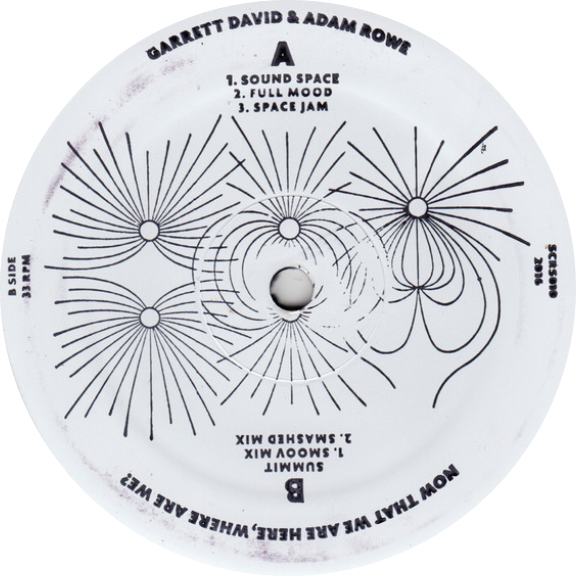 GARRETT DAVID & ADAM ROWE
A
1. SOUND SPACE
2. FULL MOOD
3. SPACE JAM
B SIDE
33 RPM
2016
B
SUMMIT
1. SMOOV MIX
2. SMASHED MIX
NOW THAT WE ARE HERE, WHERE ARE WE?